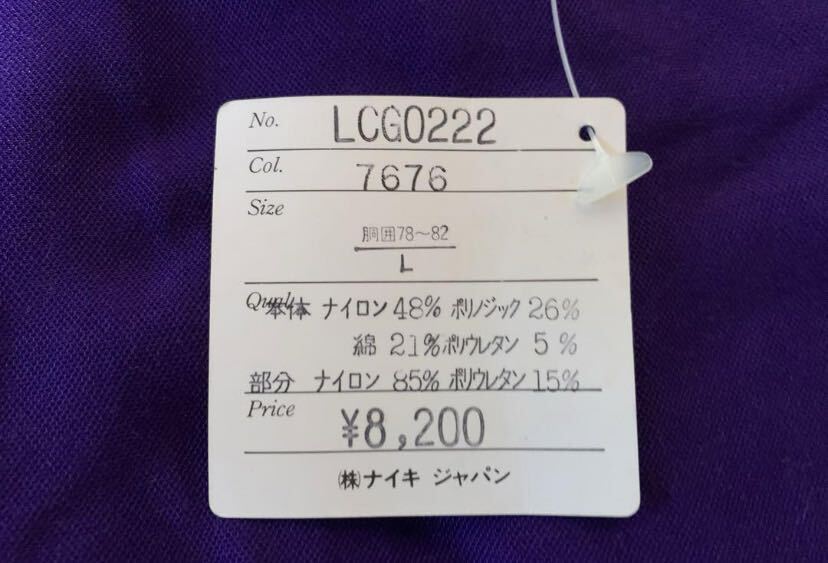 No. LCG0222
Col. 7676
Size
胴囲78〜82
L
Qual. 本体 ナイロン 48% ポリノジック 26%
綿 21% ポリウレタン 5%
部分 ナイロン 85% ポリウレタン 15%
Price ¥8,200
㈱ナイキ ジャパン